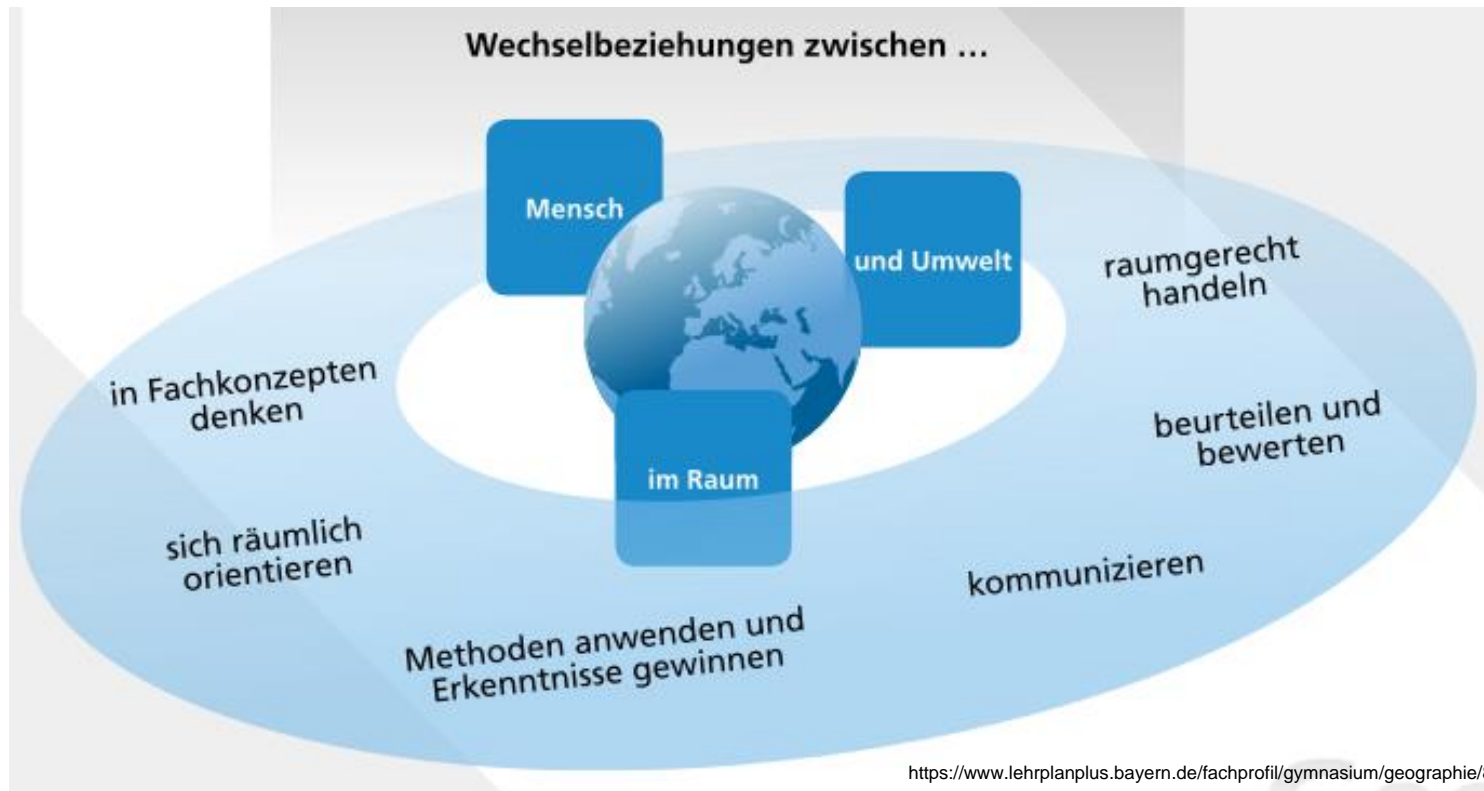 Wechselbeziehungen zwischen ...
Mensch
und Umwelt
im Raum
in Fachkonzepten
denken
sich räumlich
orientieren
Methoden anwenden und
Erkenntnisse gewinnen
kommunizieren
beurteilen und
bewerten
raumgerecht
handeln
https://www.lehrplanplus.bayern.de/fachprofil/gymnasium/geographie/